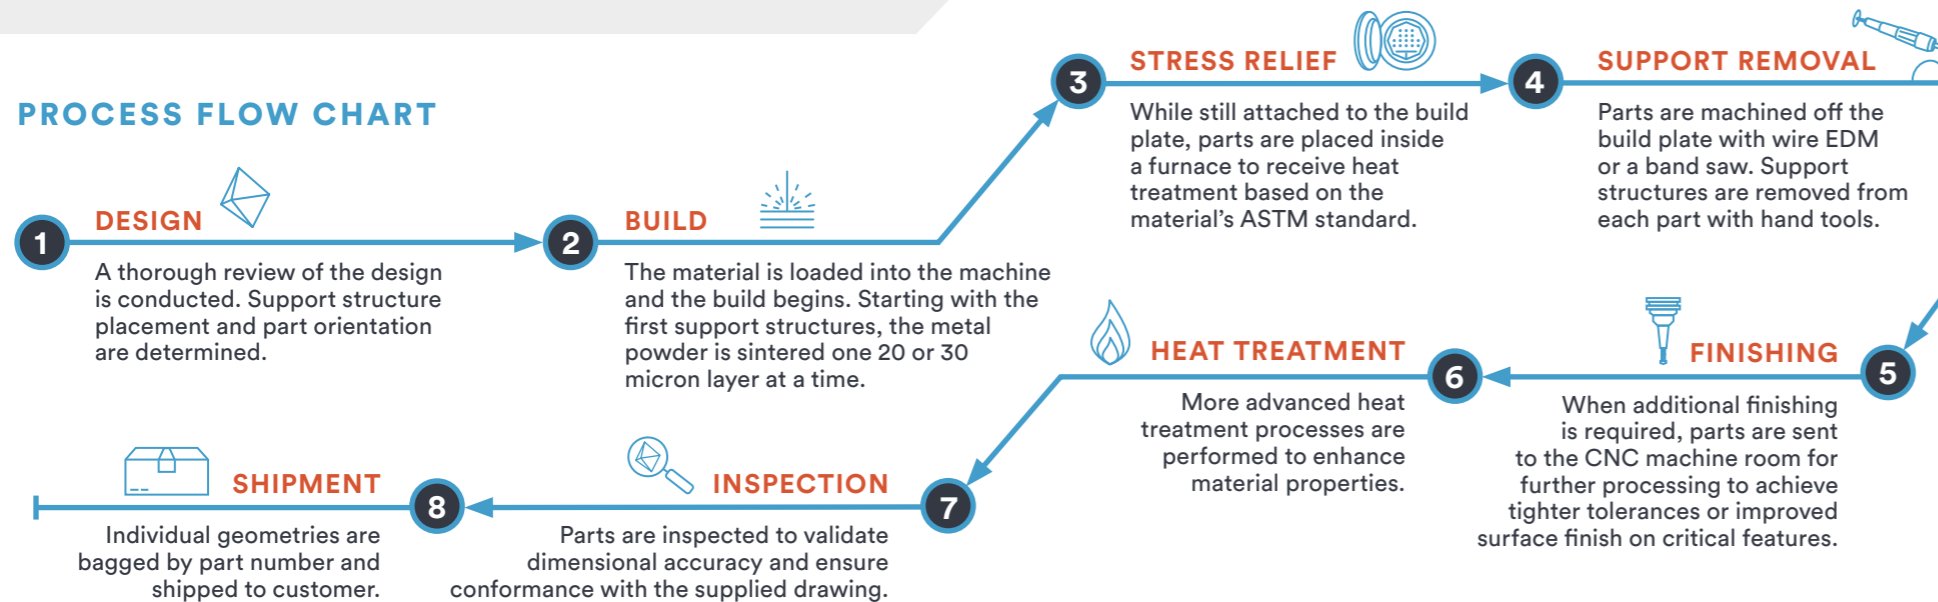 PROCESS FLOW CHART
1
DESIGN
A thorough review of the design
is conducted. Support structure
placement and part orientation
are determined.
2
BUILD
The material is loaded into the machine
and the build begins. Starting with the
first support structures, the metal
powder is sintered one 20 or 30
micron layer at a time.
3
STRESS RELIEF
While still attached to the build
plate, parts are placed inside
a furnace to receive heat
treatment based on the
material's ASTM standard.
4
SUPPORT REMOVAL
Parts are machined off the
build plate with wire EDM
or a band saw. Support
structures are removed from
each part with hand tools.
5
FINISHING
When additional finishing
is required, parts are sent
to the CNC machine room for
further processing to achieve
tighter tolerances or improved
surface finish on critical features.
6
HEAT TREATMENT
More advanced heat
treatment processes are
performed to enhance
material properties.
7
INSPECTION
Parts are inspected to validate
dimensional accuracy and ensure
conformance with the supplied drawing.
8
SHIPMENT
Individual geometries are
bagged by part number and
shipped to customer.